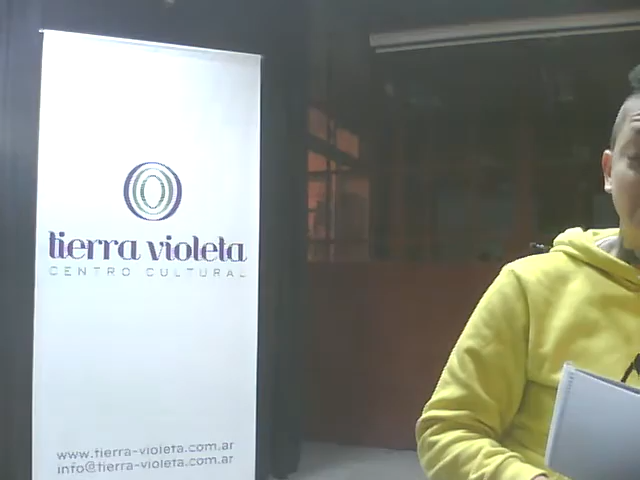 tierra violeta
CENTRO CULTURAL
www.tierra-violeta.com.ar
info@tierra-violeta.com.ar